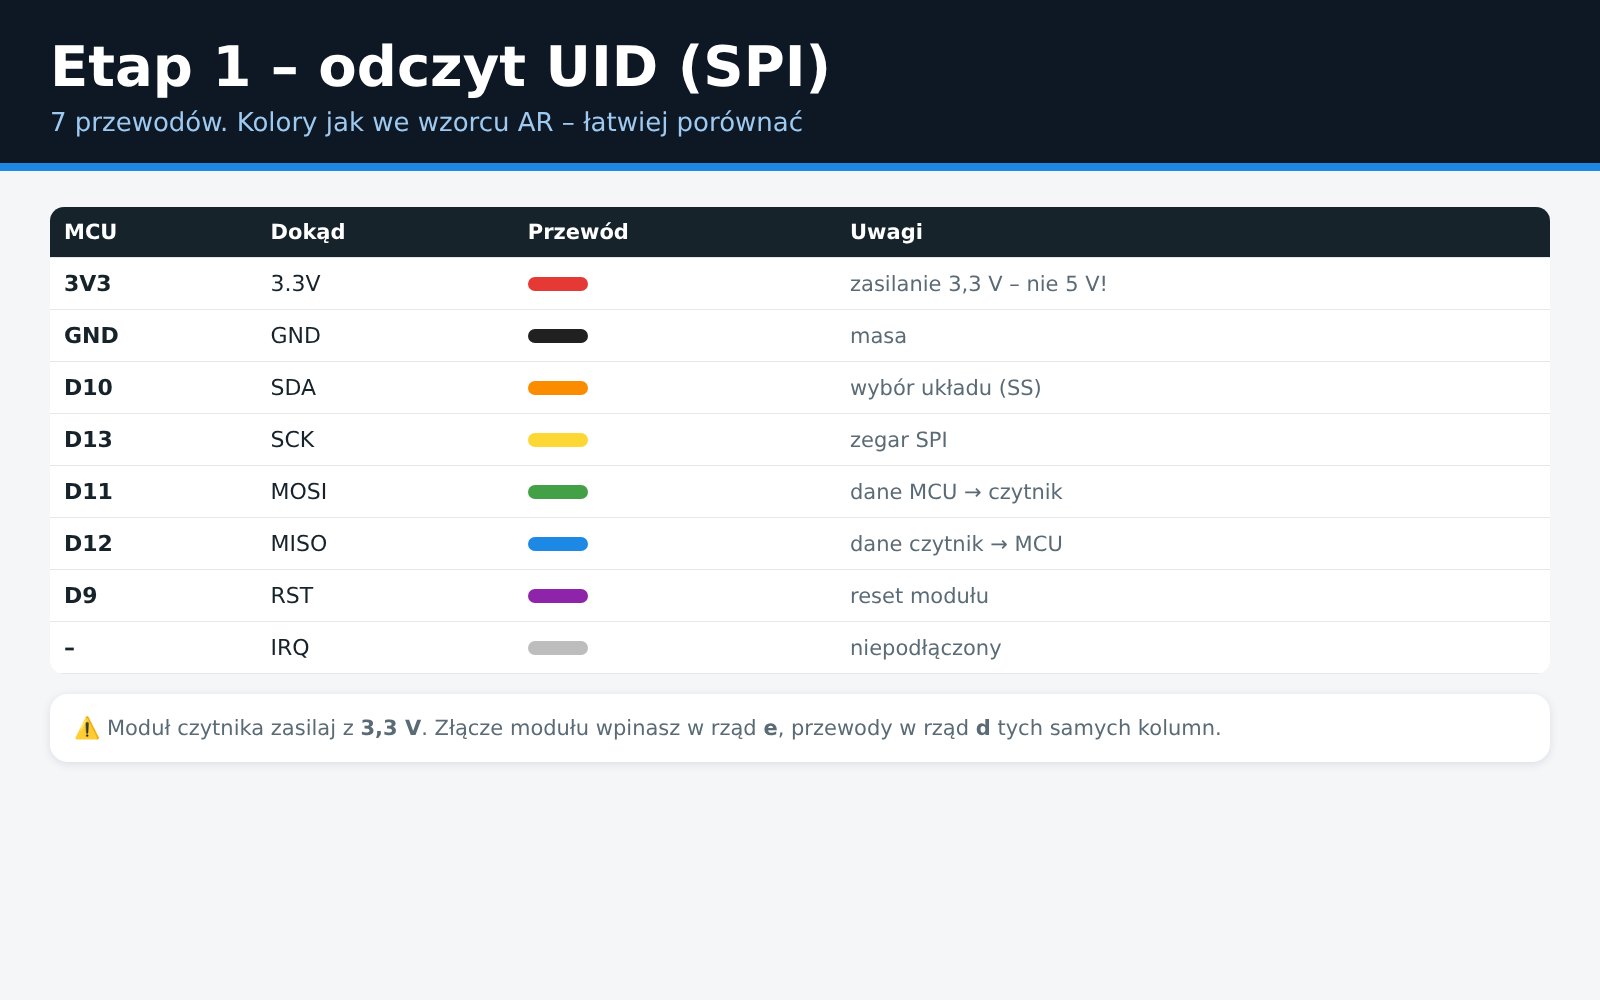 Etap 1 – odczyt UID (SPI)
7 przewodów. Kolory jak we wzorcu AR – łatwiej porównać
MCU Dokąd Przewód Uwagi
3V3 3.3V zasilanie 3,3 V – nie 5 V!
GND GND masa
D10 SDA wybór układu (SS)
D13 SCK zegar SPI
D11 MOSI dane MCU → czytnik
D12 MISO dane czytnik → MCU
D9 RST reset modułu
– IRQ niepodłączony
⚠️ Moduł czytnika zasilaj z 3,3 V. Złącze modułu wpinasz w rząd e, przewody w rząd d tych samych kolumn.